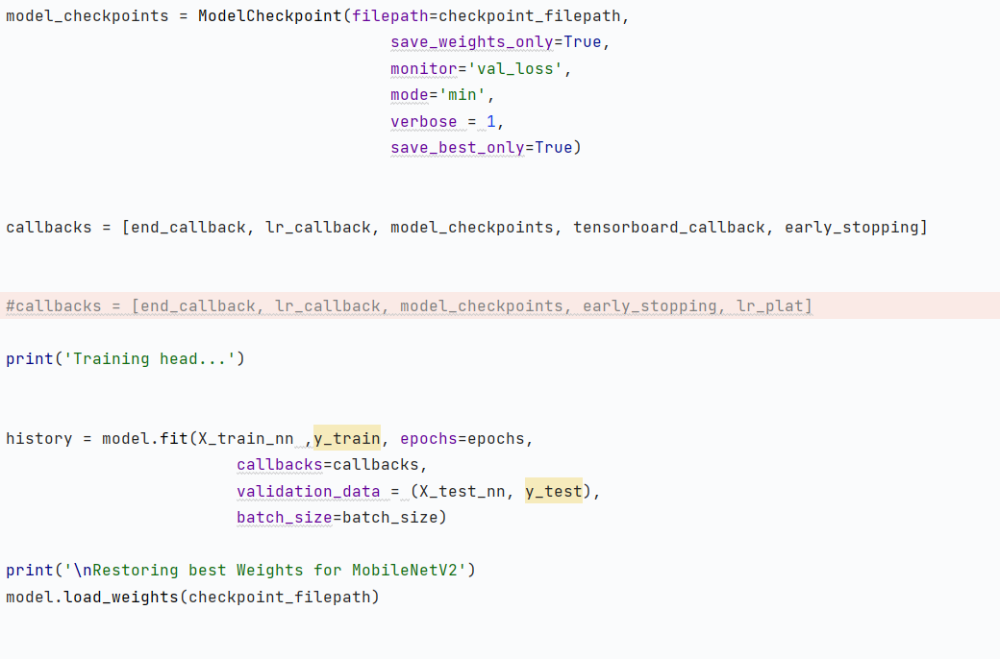 model_checkpoints = ModelCheckpoint(filepath=checkpoint_filepath,
save_weights_only=True,
monitor='val_loss',
mode='min',
verbose = 1,
save_best_only=True)
callbacks = [end_callback, lr_callback, model_checkpoints, tensorboard_callback, early_stopping]
#callbacks = [end_callback, lr_callback, model_checkpoints, early_stopping, lr_plat]
print('Training head...')
history = model.fit(X_train_nn ,y_train, epochs=epochs,
callbacks=callbacks,
validation_data = (X_test_nn, y_test),
batch_size=batch_size)
print('\nRestoring best Weights for MobileNetV2')
model.load_weights(checkpoint_filepath)